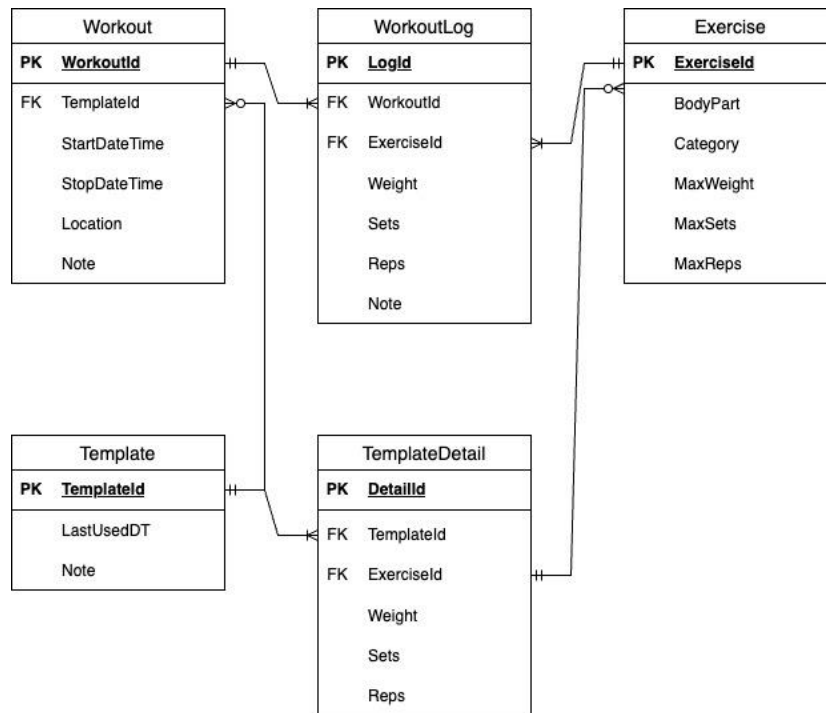 Workout
PK WorkoutId
FK TemplateId
StartDateTime
StopDateTime
Location
Note
WorkoutLog
PK LogId
FK WorkoutId
FK ExerciseId
Weight
Sets
Reps
Note
Exercise
PK ExerciseId
BodyPart
Category
MaxWeight
MaxSets
MaxReps
Template
PK TemplateId
LastUsedDT
Note
TemplateDetail
PK DetailId
FK TemplateId
FK ExerciseId
Weight
Sets
Reps